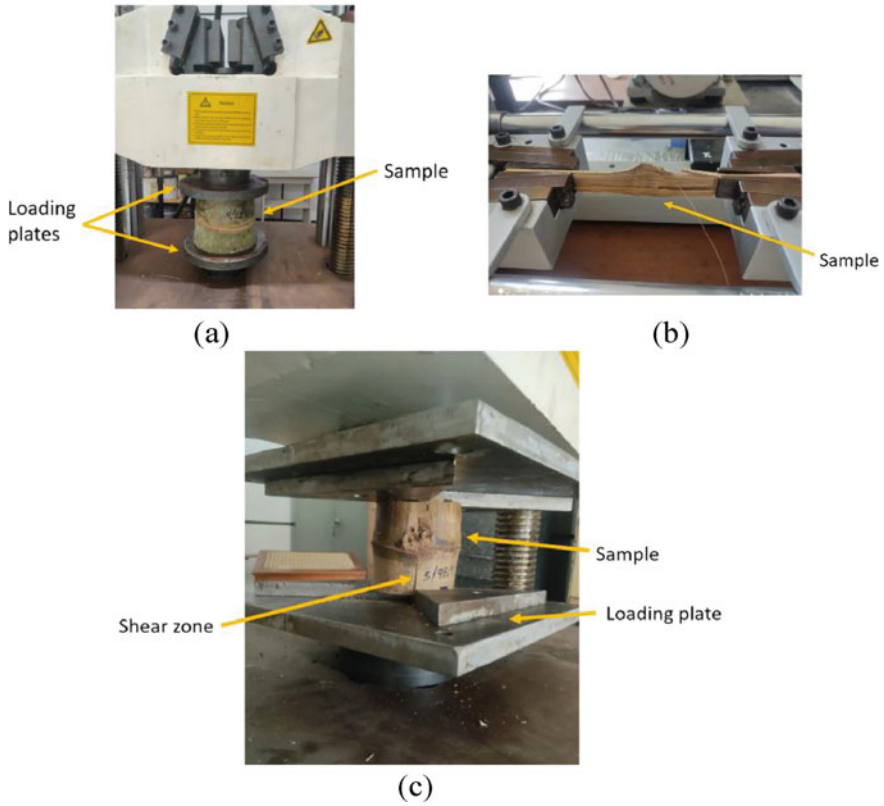 Loading
plates
Sample
(a)
Sample
(b)
Shear zone
Sample
Loading plate
(c)